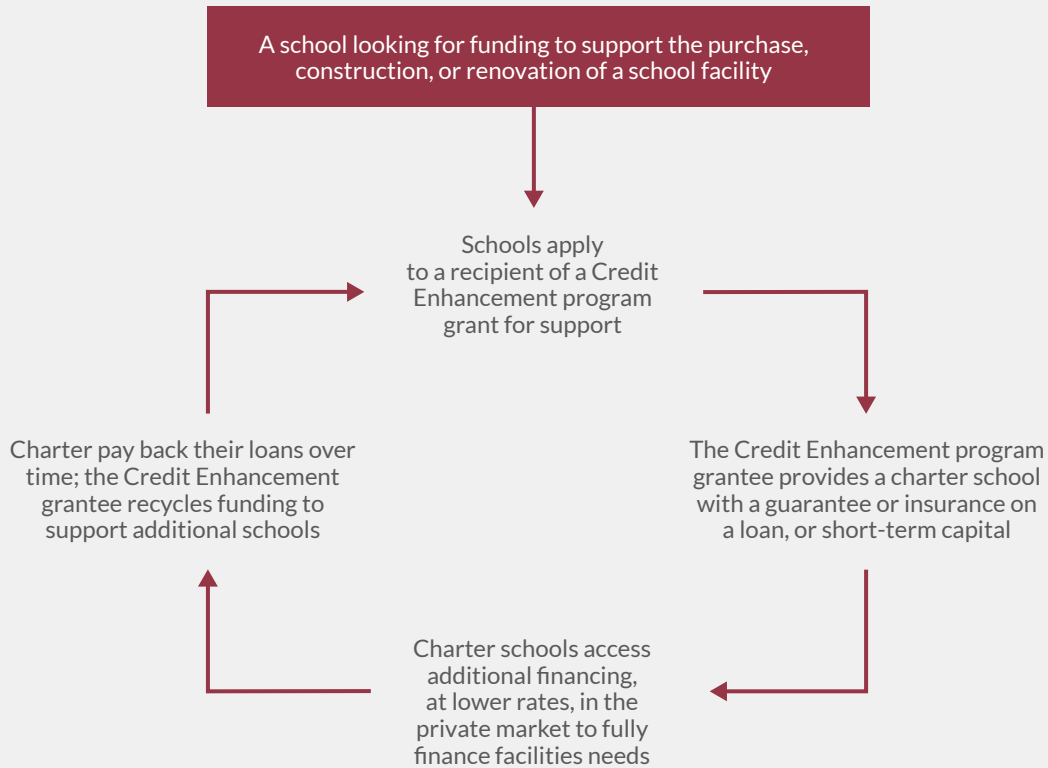 A school looking for funding to support the purchase,
construction, or renovation of a school facility
Schools apply
to a recipient of a Credit
Enhancement program
grant for support
Charter pay back their loans over
time; the Credit Enhancement
grantee recycles funding to
support additional schools
The Credit Enhancement program
grantee provides a charter school
with a guarantee or insurance on
a loan, or short-term capital
Charter schools access
additional financing,
at lower rates, in the
private market to fully
finance facilities needs